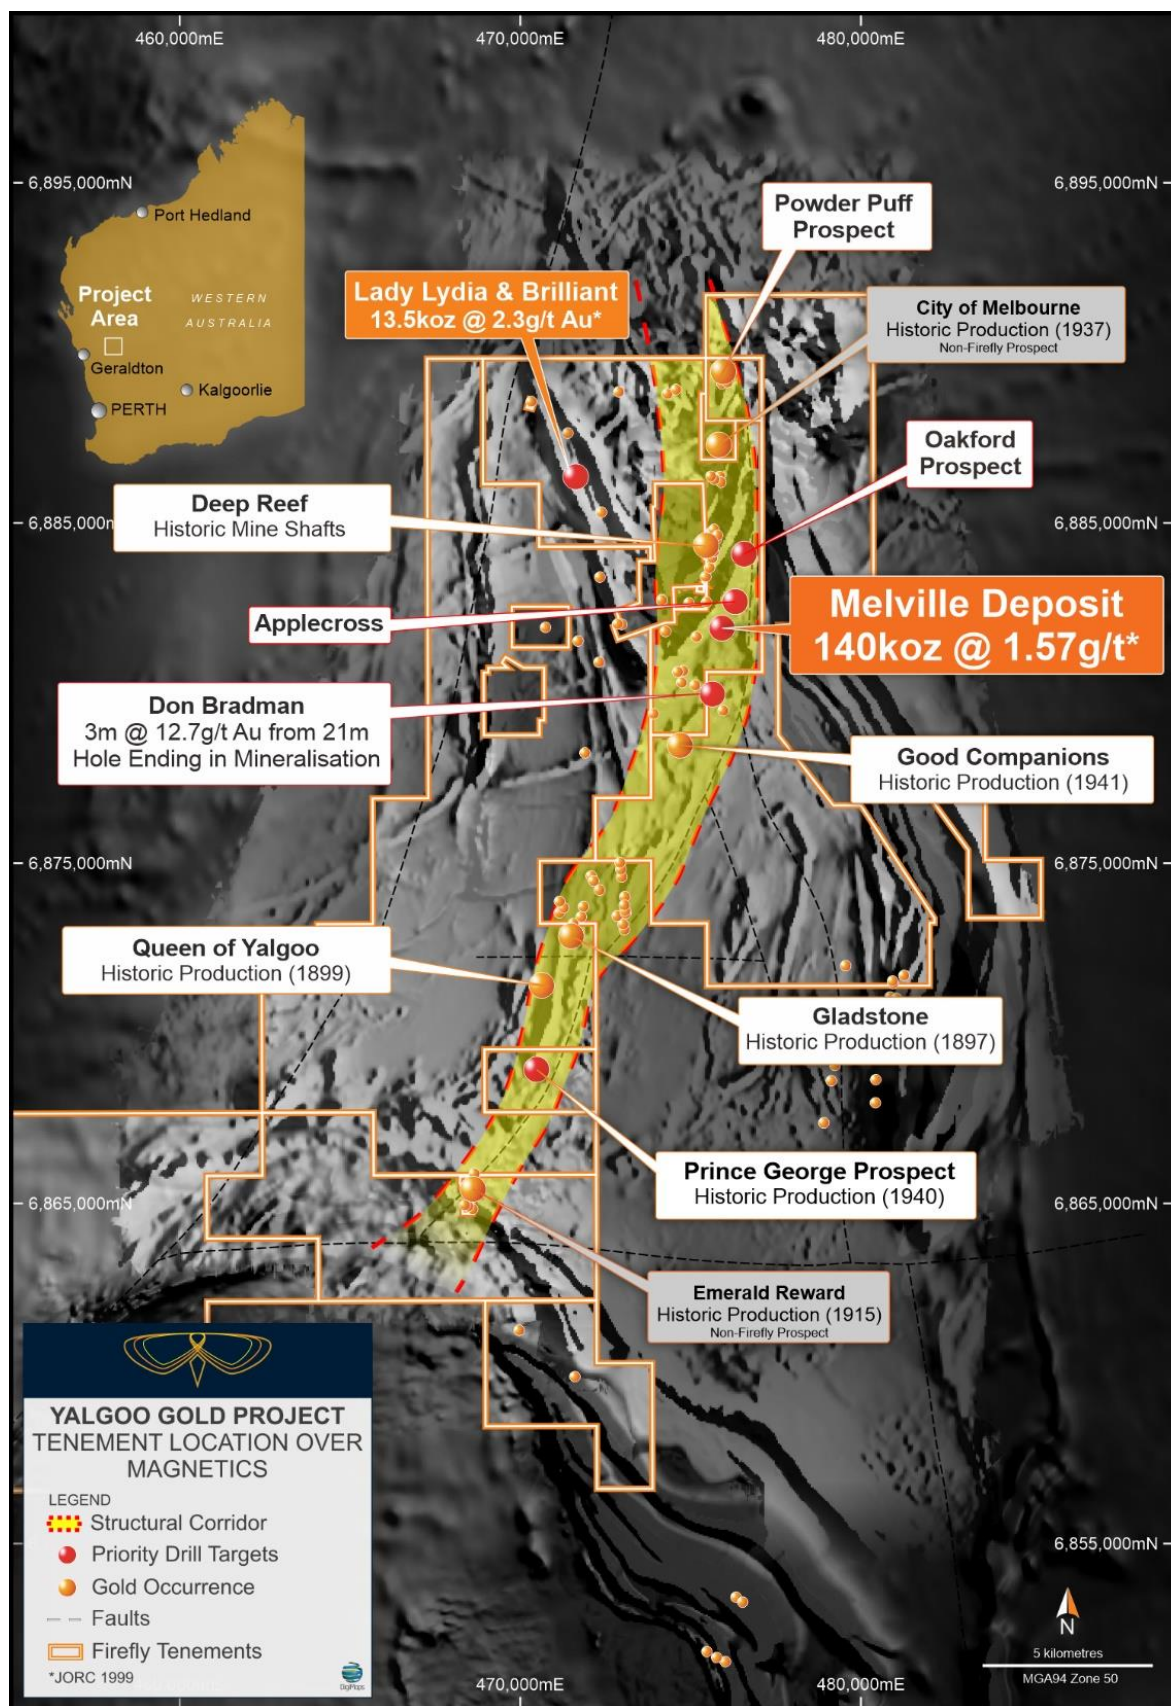 460,000mE
470,000mE
480,000mE
6,895,000mN
6,895,000mN
Port Hedland
Project
Area
WESTERN
AUSTRALIA
Geraldton
Kalgoorlie
PERTH
Powder Puff
Prospect
Lady Lydia & Brilliant
13.5koz @ 2.3g/t Au*
City of Melbourne
Historic Production (1937)
Non-Firefly Prospect
Oakford
Prospect
Deep Reef
Historic Mine Shafts
6,885,000mN
6,885,000mN
Applecross
Melville Deposit
140koz @ 1.57g/t*
Don Bradman
3m @ 12.7g/t Au from 21m
Hole Ending in Mineralisation
Good Companions
Historic Production (1941)
6,875,000mN
6,875,000mN
Queen of Yalgoo
Historic Production (1899)
Gladstone
Historic Production (1897)
Prince George Prospect
Historic Production (1940)
6,865,000mN
6,865,000mN
Emerald Reward
Historic Production (1915)
Non-Firefly Prospect
YALGOO GOLD PROJECT
TENEMENT LOCATION OVER
MAGNETICS
LEGEND
Structural Corridor
Priority Drill Targets
Gold Occurrence
Faults
Firefly Tenements
*JORC 1999
DigiMaps
6,855,000mN
N
5 kilometres
MGA94 Zone 50
470,000mE
480,000mE